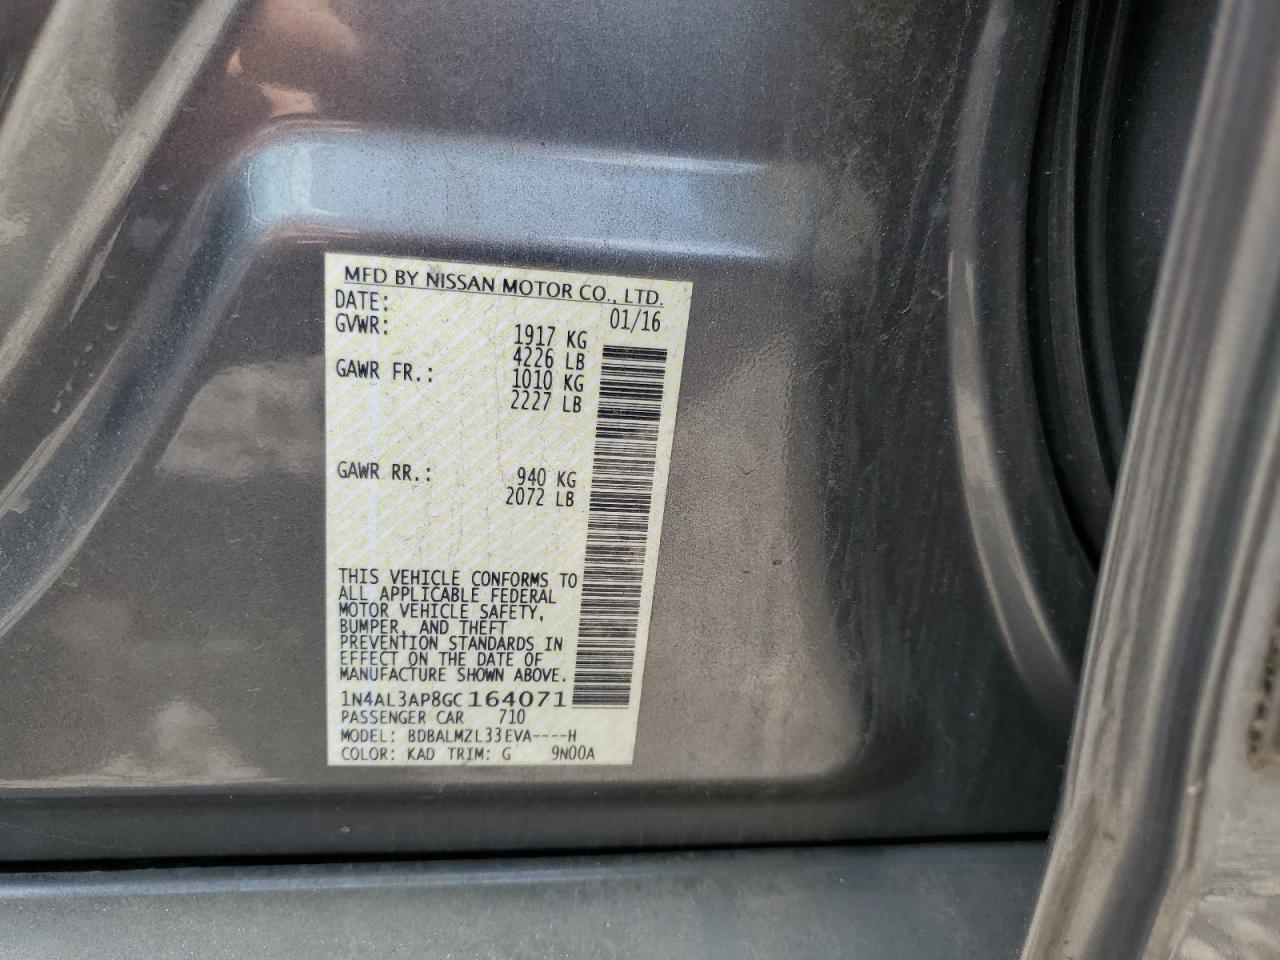 MFD BY NISSAN MOTOR CO., LTD.
DATE: 01/16
GVWR: 1917 KG
4226 LB
GAWR FR.: 1010 KG
2227 LB
GAWR RR.: 940 KG
2072 LB
THIS VEHICLE CONFORMS TO
ALL APPLICABLE FEDERAL
MOTOR VEHICLE SAFETY,
BUMPER, AND THEFT
PREVENTION STANDARDS IN
EFFECT ON THE DATE OF
MANUFACTURE SHOWN ABOVE.
1N4AL3AP8GC164071
PASSENGER CAR 710
MODEL: BDBALMZL33EVA----H
COLOR: KAD TRIM: G 9N00A